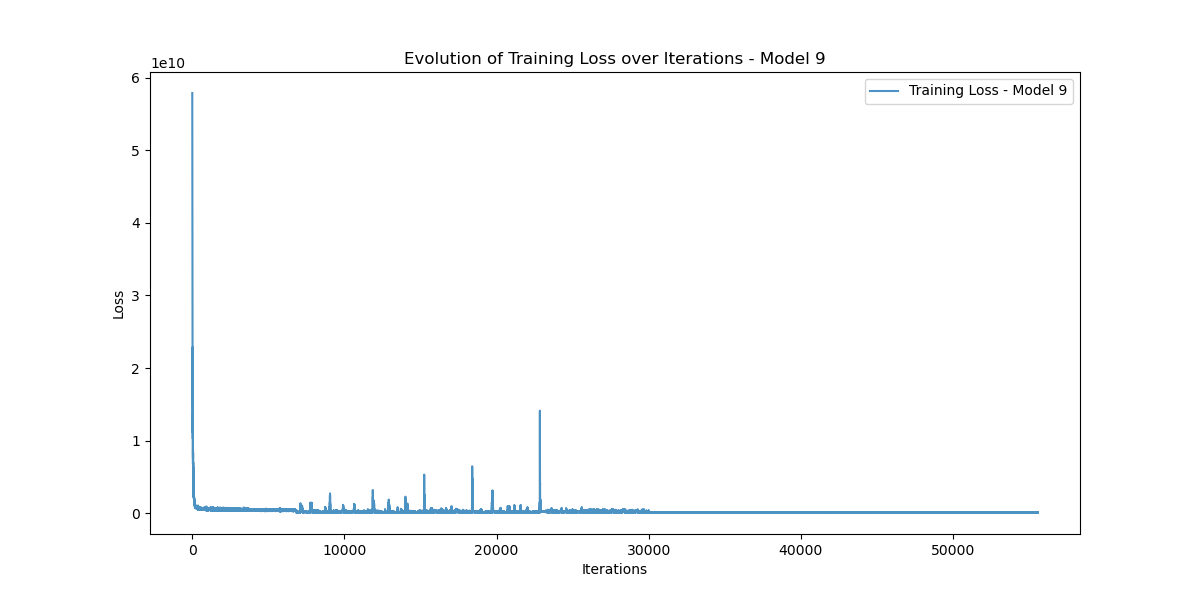 Evolution of Training Loss over Iterations - Model 9
1e10
Training Loss - Model 9
6
5
4
3
2
1
0
Loss
0 10000 20000 30000 40000 50000
Iterations